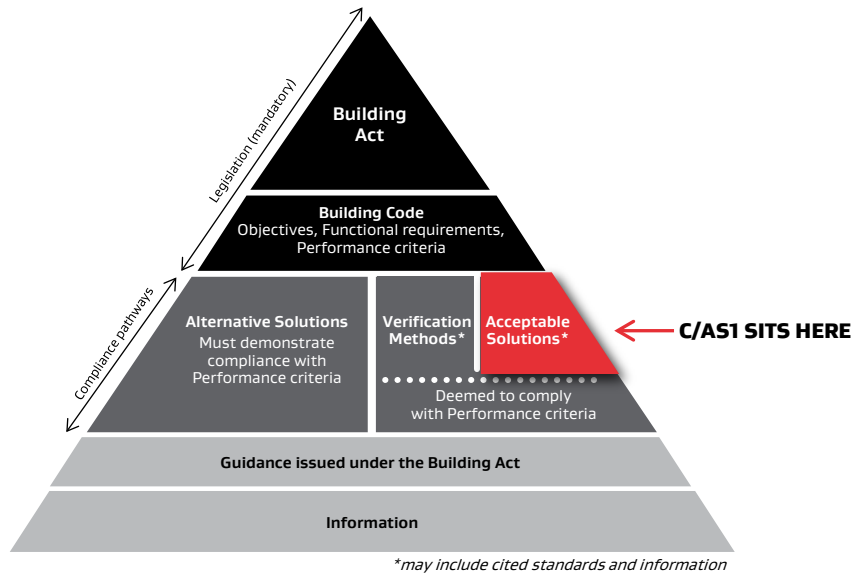 Legislation (mandatory)
Building
Act
Building Code
Objectives, Functional requirements,
Performance criteria
Compliance pathways
Alternative Solutions
Must demonstrate
compliance with
Performance criteria
Verification
Methods*
Acceptable
Solutions*
C/AS1 SITS HERE
Deemed to comply
with Performance criteria
Guidance issued under the Building Act
Information
*may include cited standards and information